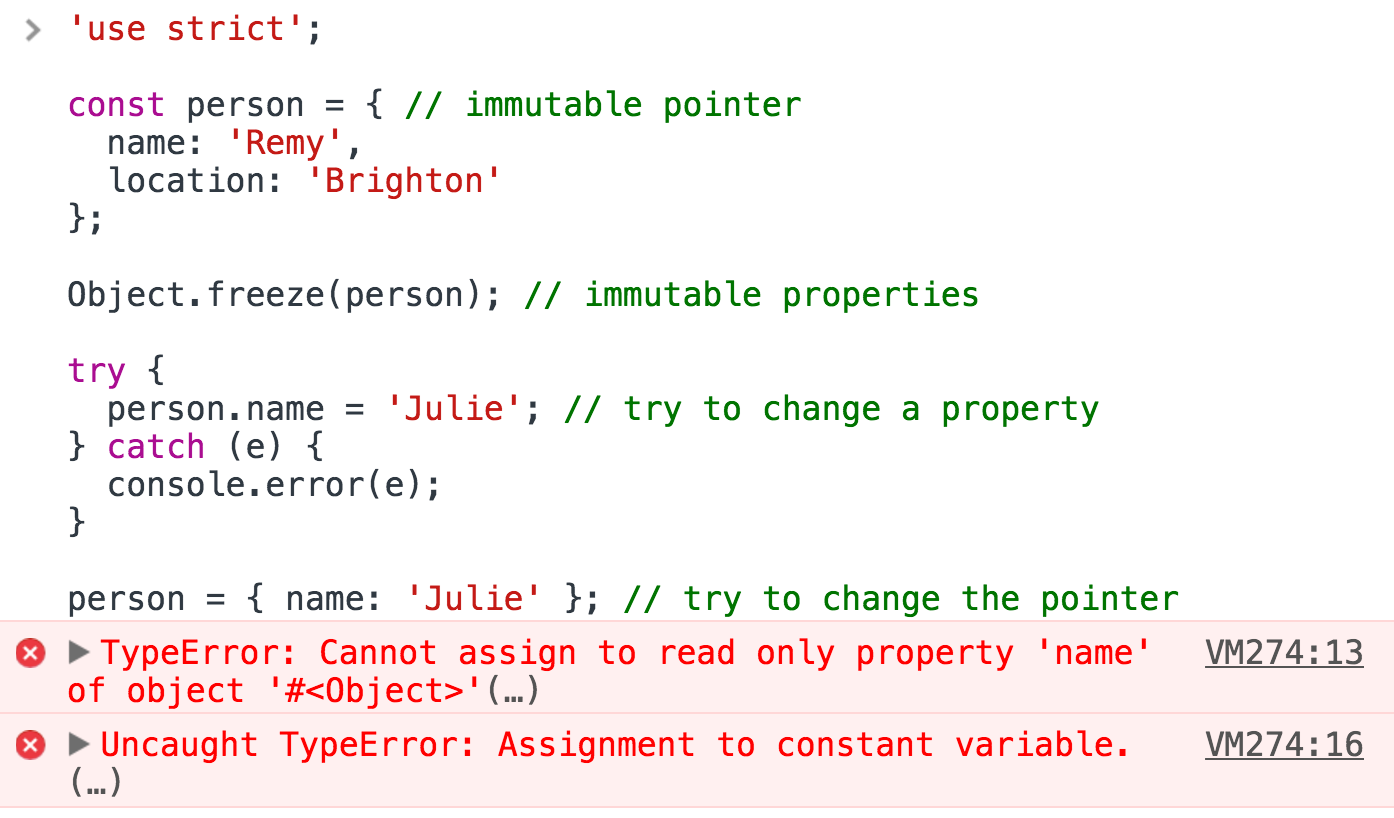 'use strict';
const person = { // immutable pointer
  name: 'Remy',
  location: 'Brighton'
};
Object.freeze(person); // immutable properties
try {
  person.name = 'Julie'; // try to change a property
} catch (e) {
  console.error(e);
}
person = { name: 'Julie' }; // try to change the pointer
TypeError: Cannot assign to read only property 'name' VM274:13
of object '#<Object>'(…)
Uncaught TypeError: Assignment to constant variable. VM274:16
(…)